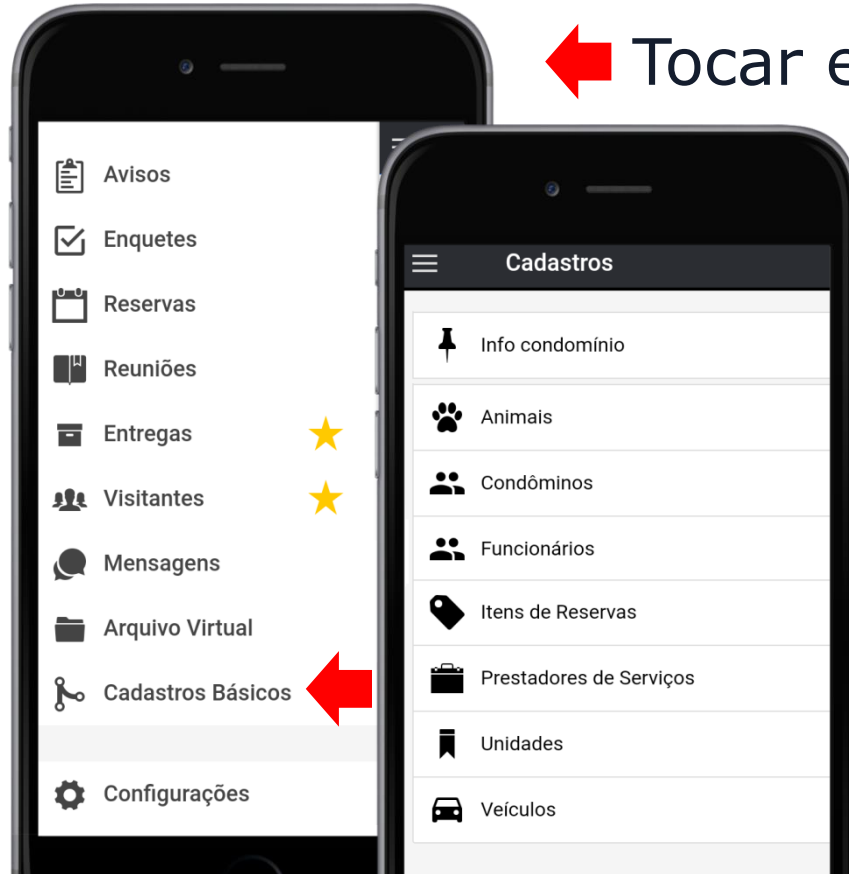 Tocar e
Avisos
Enquetes
Reservas
Reuniões
Entregas
Visitantes
Mensagens
Arquivo Virtual
Cadastros Básicos
Configurações
Cadastros
Info condomínio
Animais
Condôminos
Funcionários
Itens de Reservas
Prestadores de Serviços
Unidades
Veículos